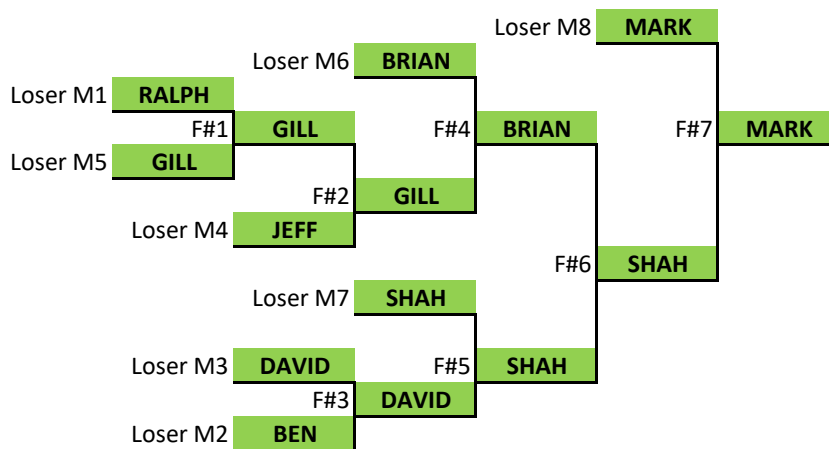 Loser M8 MARK
Loser M6 BRIAN
Loser M1 RALPH
F#1 GILL F#4 BRIAN F#7 MARK
Loser M5 GILL
F#2 GILL
Loser M4 JEFF
F#6 SHAH
Loser M7 SHAH
Loser M3 DAVID F#5 SHAH
F#3 DAVID
Loser M2 BEN